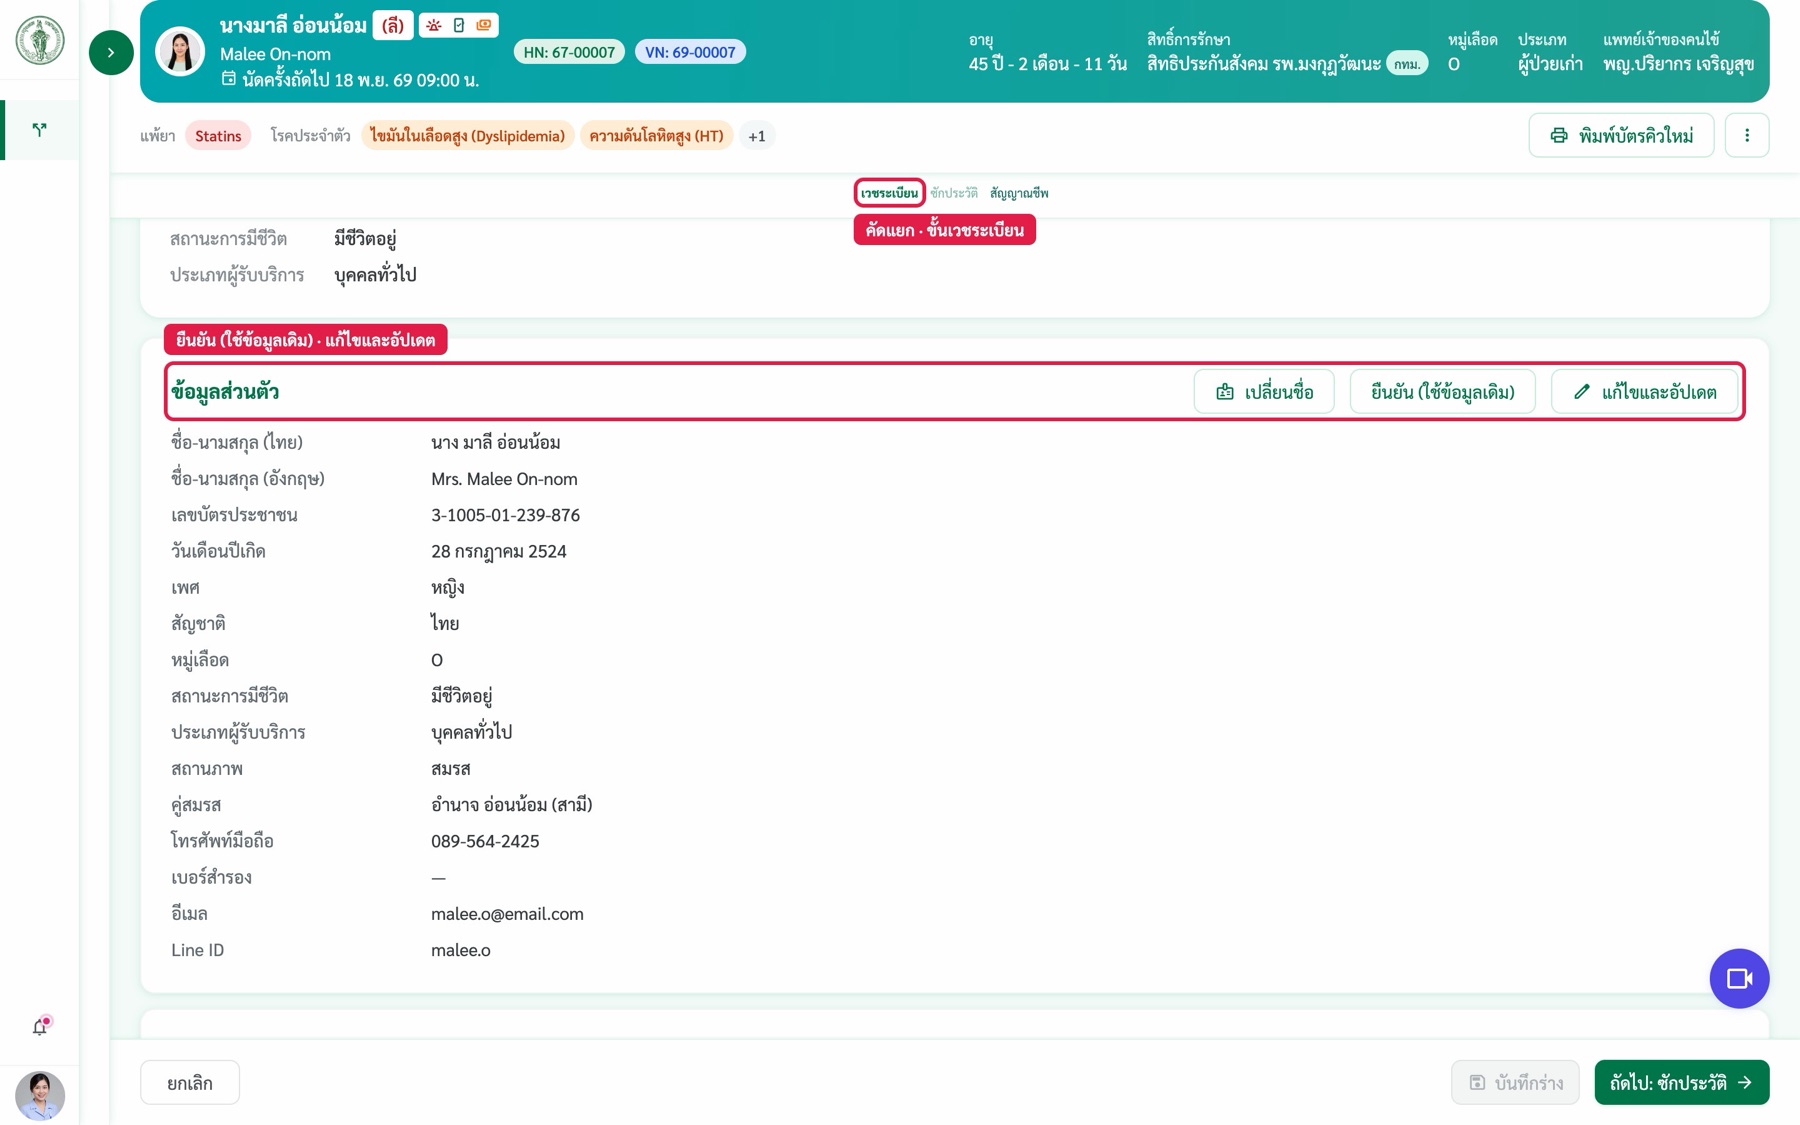 นางมาลี อ่อนน้อม (ลี)
Malee On-nom
นัดครั้งถัดไป 18 พ.ย. 69 09:00 น.
HN: 67-00007 VN: 69-00007
อายุ
45 ปี - 2 เดือน - 11 วัน
สิทธิ์การรักษา
สิทธิประกันสังคม รพ.มงกุฎวัฒนะ กทม.
หมู่เลือด
O
ประเภท
ผู้ป่วยเก่า
แพทย์เจ้าของคนไข้
พญ.ปริยากร เจริญสุข
แพ้ยา Statins โรคประจำตัว ไขมันในเลือดสูง (Dyslipidemia) ความดันโลหิตสูง (HT) +1
พิมพ์บัตรคิวใหม่
เวชระเบียน ซักประวัติ สัญญาณชีพ
คัดแยก · ขั้นเวชระเบียน
สถานะการมีชีวิต มีชีวิตอยู่
ประเภทผู้รับบริการ บุคคลทั่วไป
ยืนยัน (ใช้ข้อมูลเดิม) · แก้ไขและอัปเดต
ข้อมูลส่วนตัว เปลี่ยนชื่อ ยืนยัน (ใช้ข้อมูลเดิม) แก้ไขและอัปเดต
ชื่อ-นามสกุล (ไทย) นาง มาลี อ่อนน้อม
ชื่อ-นามสกุล (อังกฤษ) Mrs. Malee On-nom
เลขบัตรประชาชน 3-1005-01-239-876
วันเดือนปีเกิด 28 กรกฎาคม 2524
เพศ หญิง
สัญชาติ ไทย
หมู่เลือด O
สถานะการมีชีวิต มีชีวิตอยู่
ประเภทผู้รับบริการ บุคคลทั่วไป
สถานภาพ สมรส
คู่สมรส อำนาจ อ่อนน้อม (สามี)
โทรศัพท์มือถือ 089-564-2425
เบอร์สำรอง —
อีเมล malee.o@email.com
Line ID malee.o
ยกเลิก บันทึกร่าง ถัดไป: ซักประวัติ